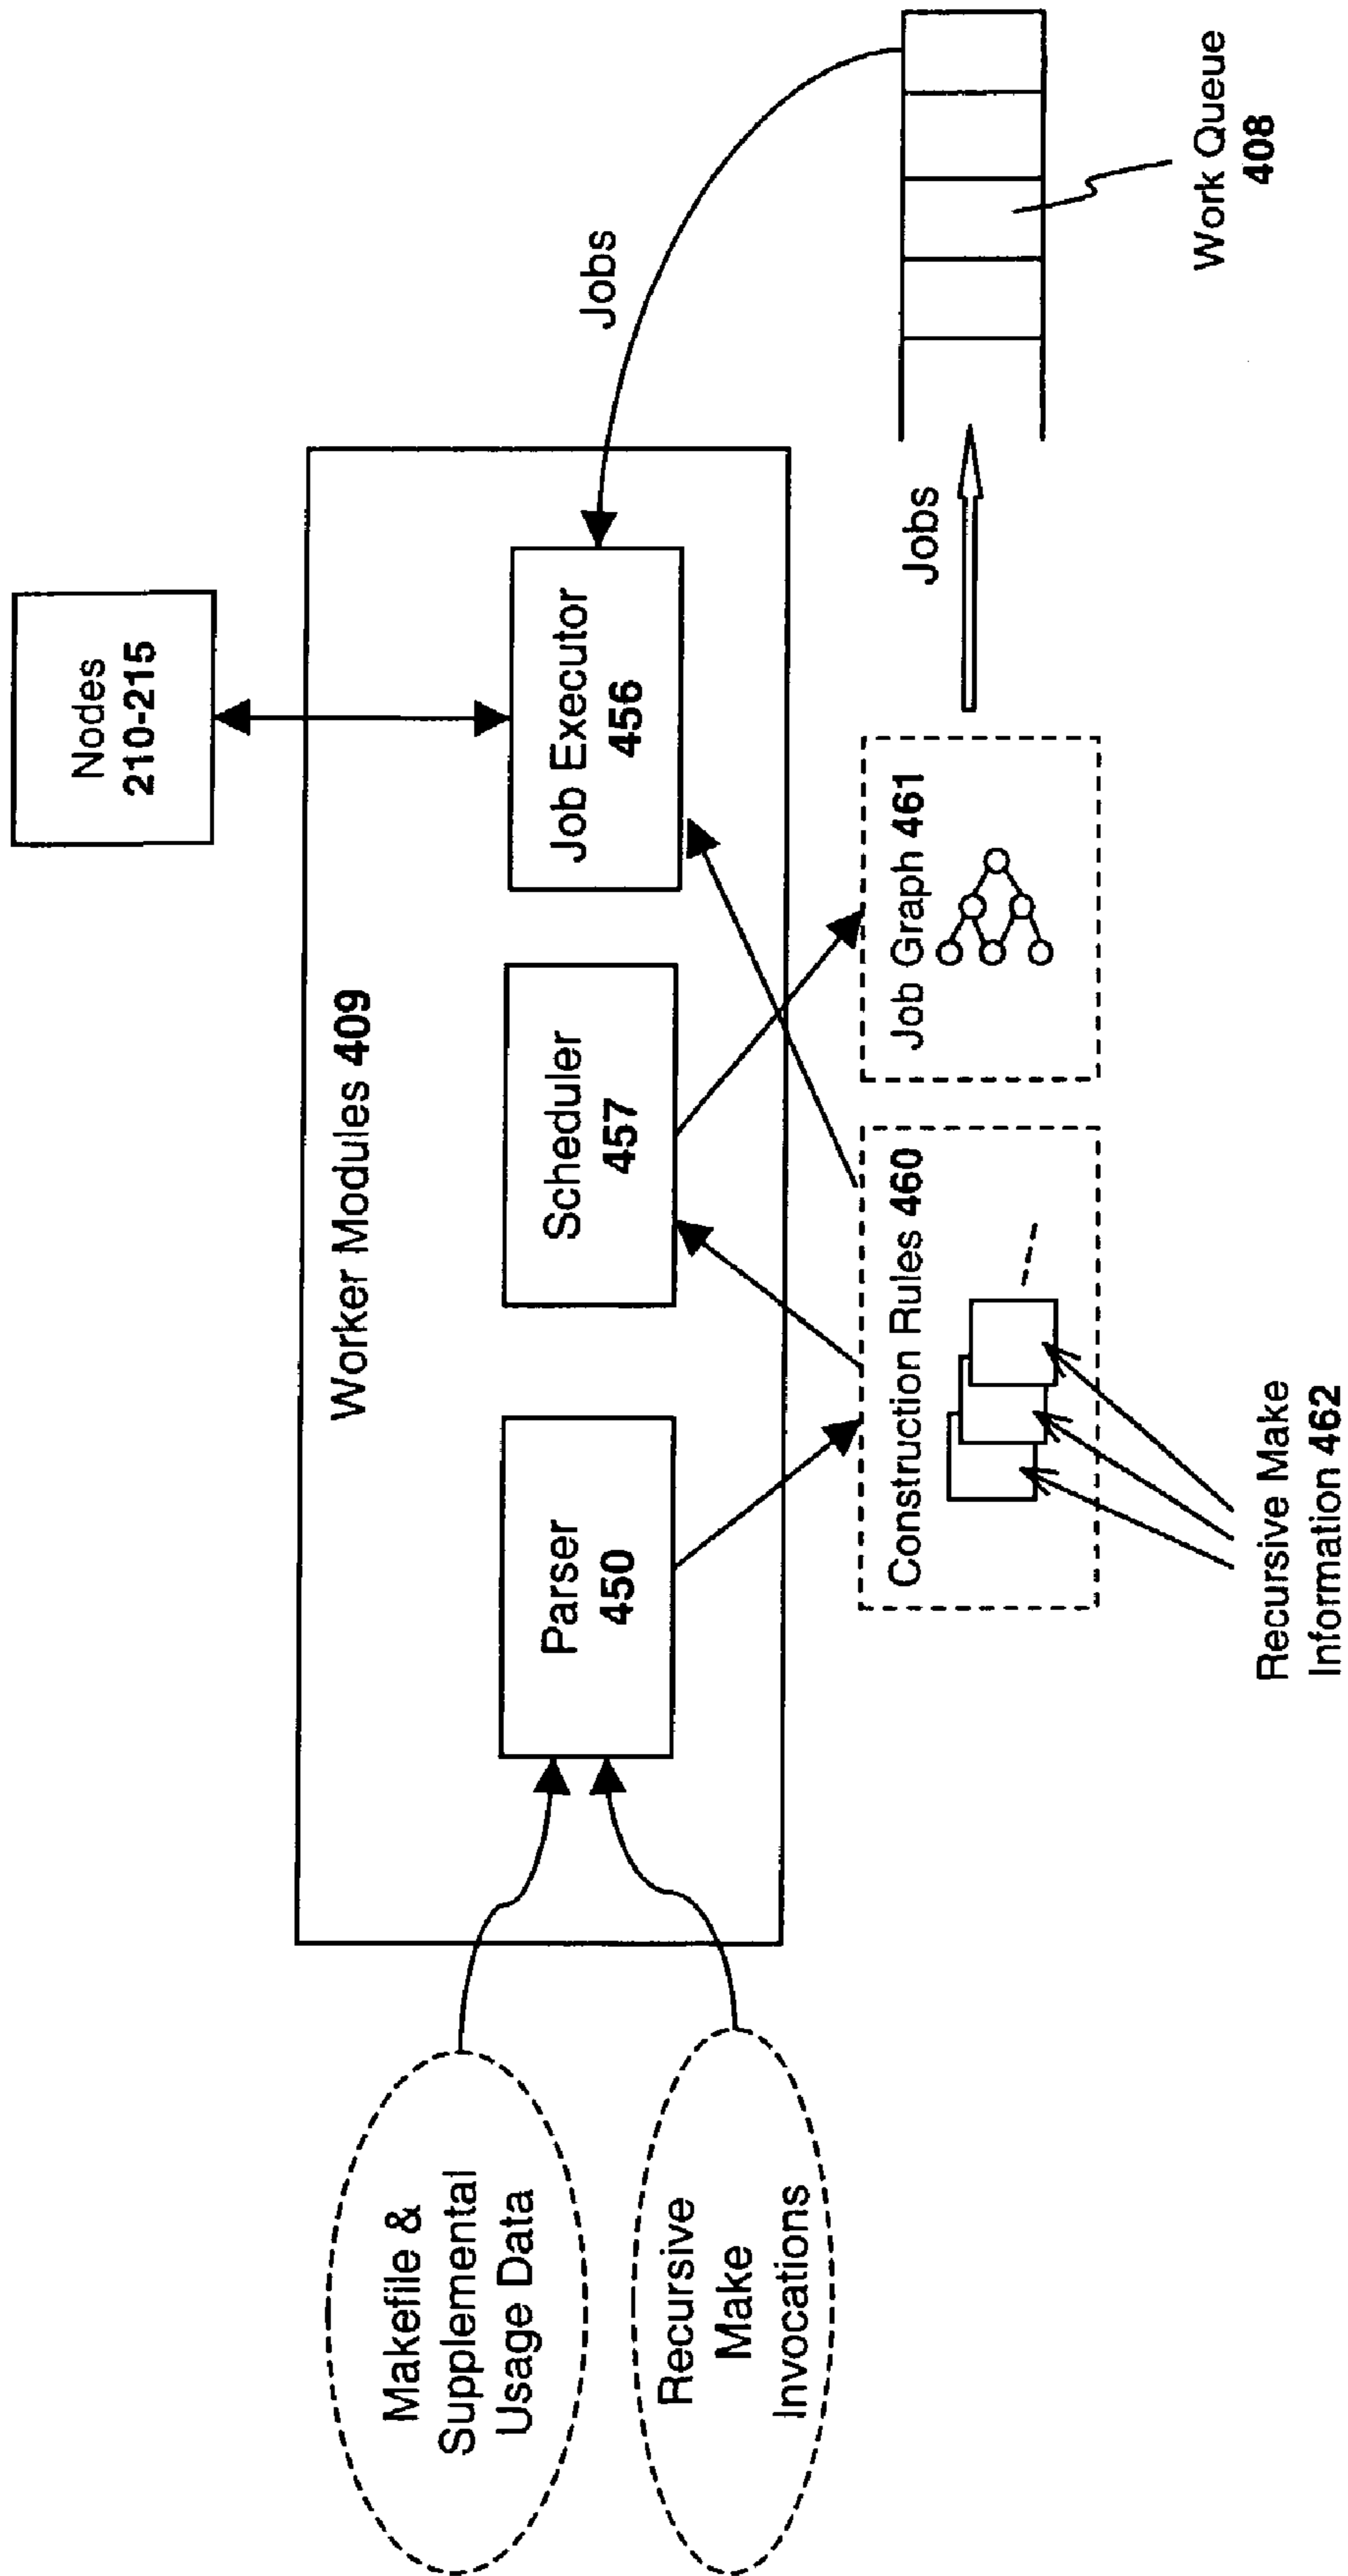 Nodes
210-215
Worker Modules 409
Makefile &
Supplemental
Usage Data
Recursive
Make
Invocations
Parser
450
Scheduler
457
Job Executor
456
Jobs
Construction Rules 460
Job Graph 461
Jobs
Recursive Make
Information 462
Work Queue
408